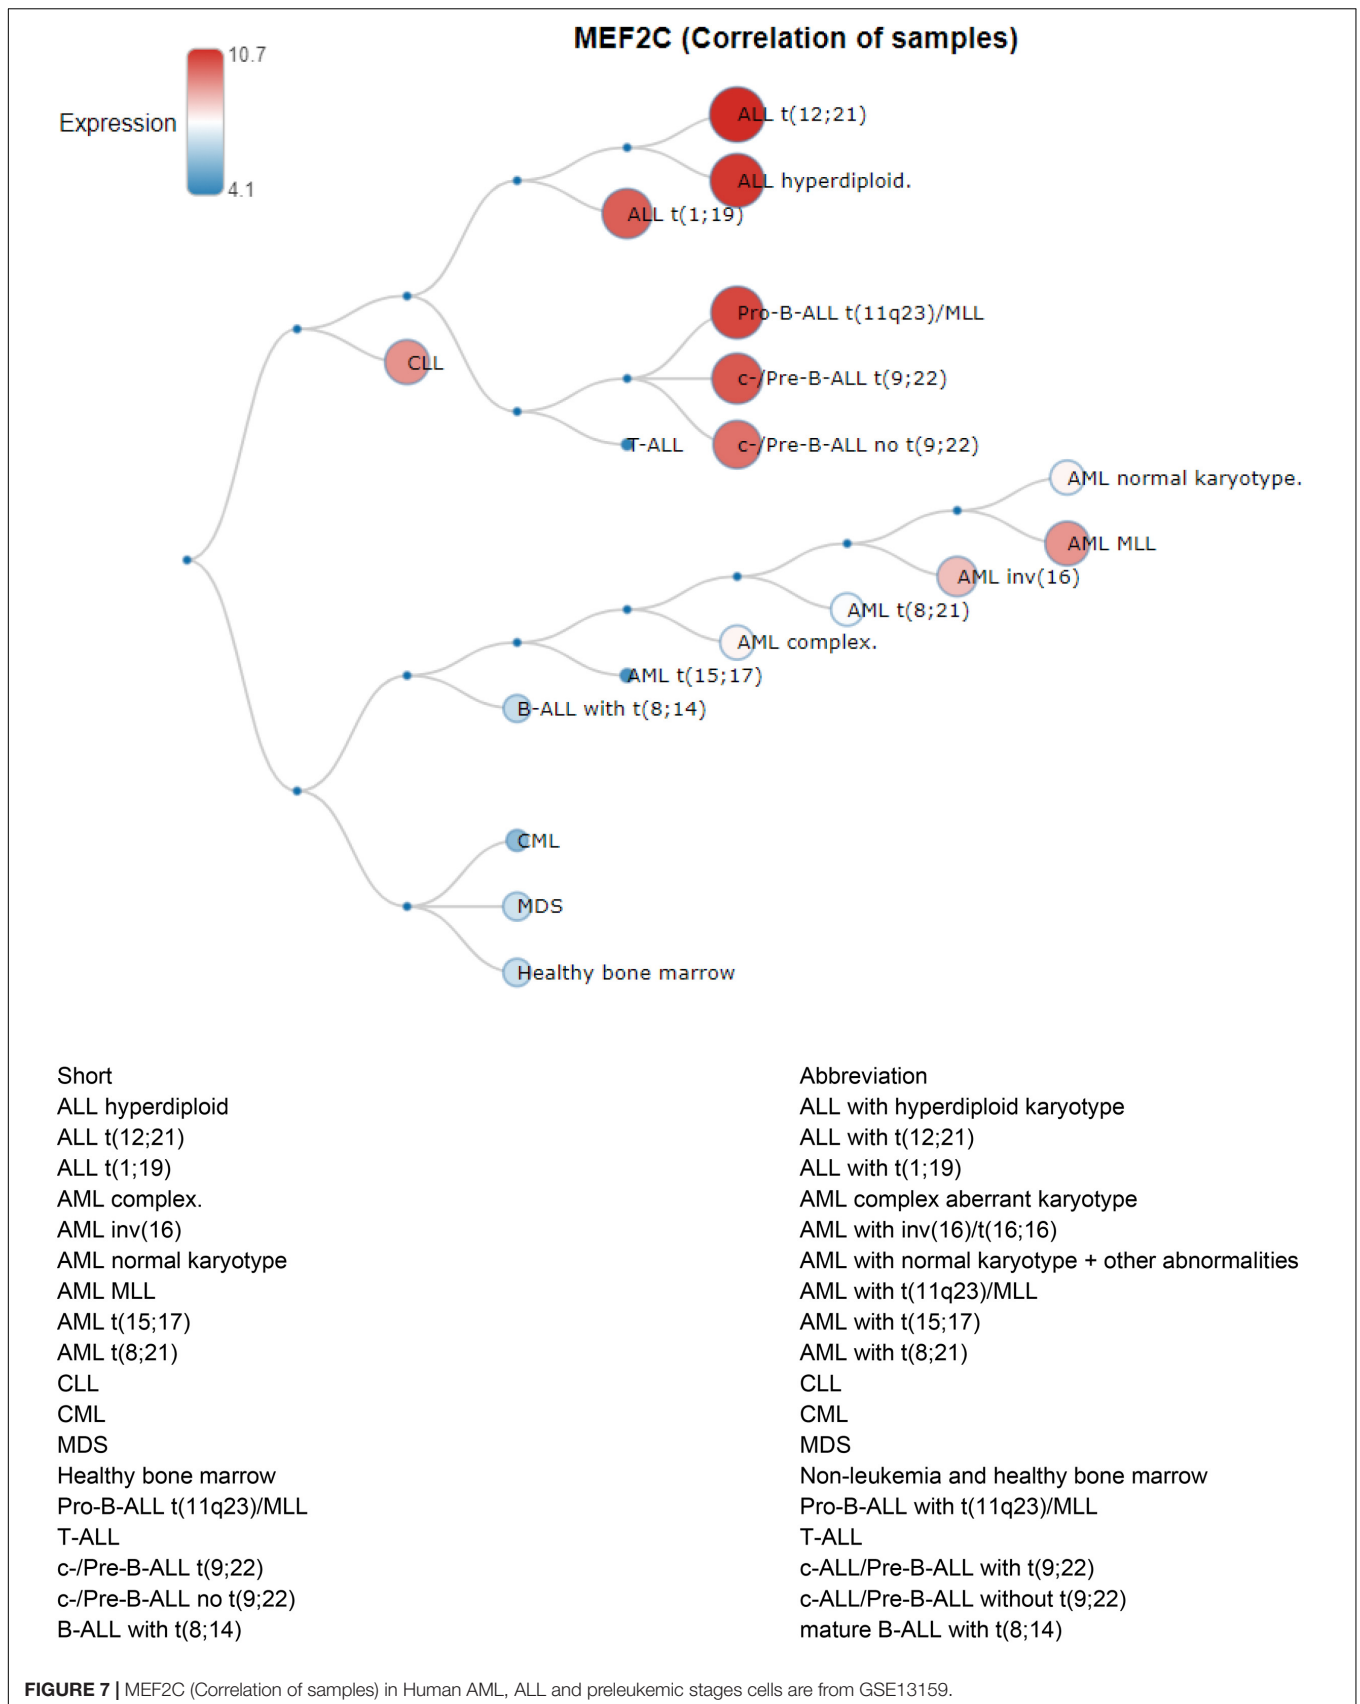 MEF2C (Correlation of samples)
10.7
Expression
4.1
ALL t(12;21)
ALL hyperdiploid.
ALL t(1;19)
Pro-B-ALL t(11q23)/MLL
CLL
c-/Pre-B-ALL t(9;22)
T-ALL
c-/Pre-B-ALL no t(9;22)
AML normal karyotype.
AML MLL
AML inv(16)
AML t(8;21)
AML complex.
AML t(15;17)
B-ALL with t(8;14)
CML
MDS
Healthy bone marrow
Short Abbreviation
ALL hyperdiploid ALL with hyperdiploid karyotype
ALL t(12;21) ALL with t(12;21)
ALL t(1;19) ALL with t(1;19)
AML complex. AML complex aberrant karyotype
AML inv(16) AML with inv(16)/t(16;16)
AML normal karyotype AML with normal karyotype + other abnormalities
AML MLL AML with t(11q23)/MLL
AML t(15;17) AML with t(15;17)
AML t(8;21) AML with t(8;21)
CLL CLL
CML CML
MDS MDS
Healthy bone marrow Non-leukemia and healthy bone marrow
Pro-B-ALL t(11q23)/MLL Pro-B-ALL with t(11q23)/MLL
T-ALL T-ALL
c-/Pre-B-ALL t(9;22) c-ALL/Pre-B-ALL with t(9;22)
c-/Pre-B-ALL no t(9;22) c-ALL/Pre-B-ALL without t(9;22)
B-ALL with t(8;14) mature B-ALL with t(8;14)
FIGURE 7 | MEF2C (Correlation of samples) in Human AML, ALL and preleukemic stages cells are from GSE13159.